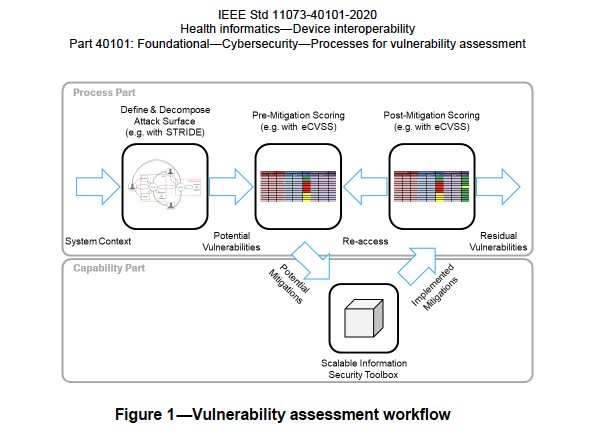 IEEE Std 11073-40101-2020
Health informatics—Device interoperability
Part 40101: Foundational—Cybersecurity—Processes for vulnerability assessment
Process Part
Define & Decompose
Attack Surface
(e.g. with STRIDE)
Pre-Mitigation Scoring
(e.g. with eCVSS)
Post-Mitigation Scoring
(e.g. with eCVSS)
System Context
Potential
Vulnerabilities
Re-access
Residual
Vulnerabilities
Capability Part
Potential
Mitigations
Implemented
Mitigations
Scalable Information
Security Toolbox
Figure 1—Vulnerability assessment workflow